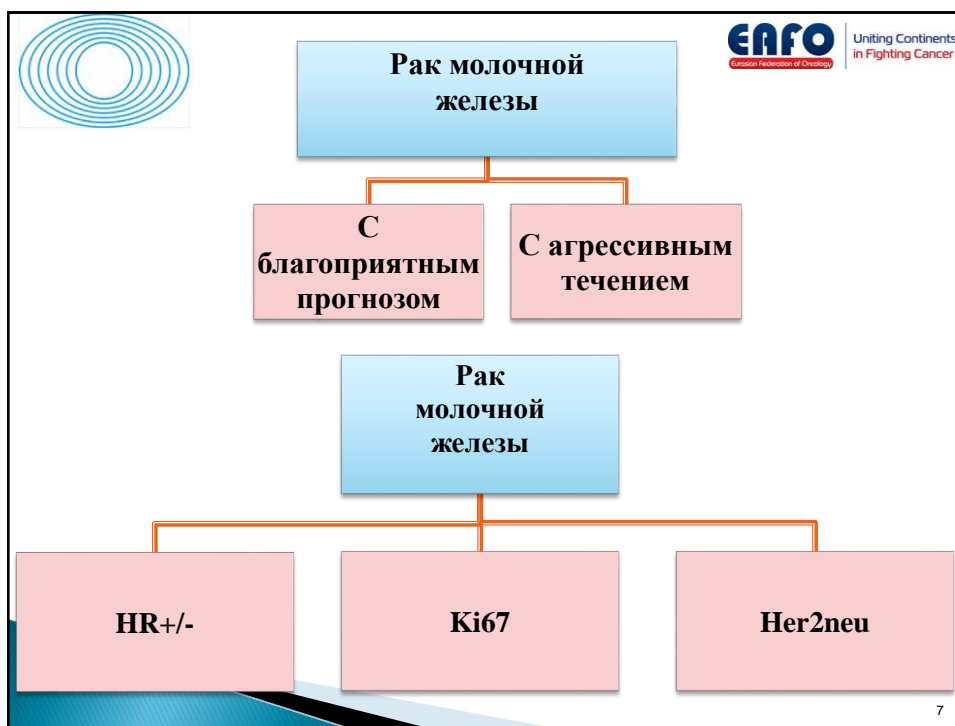 EAFO
Eurasian Federation of Oncology
Uniting Continents
in Fighting Cancer
Рак молочной
железы
С
благоприятным
прогнозом
С агрессивным
течением
Рак
молочной
железы
HR+/-
Ki67
Her2neu
7